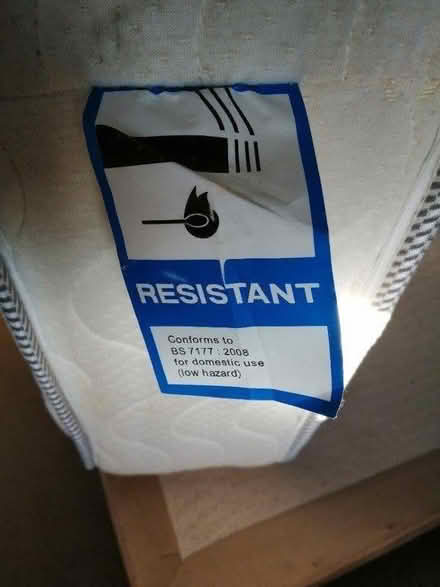 RESISTANT
Conforms to
BS 7177 : 2008
for domestic use
(low hazard)